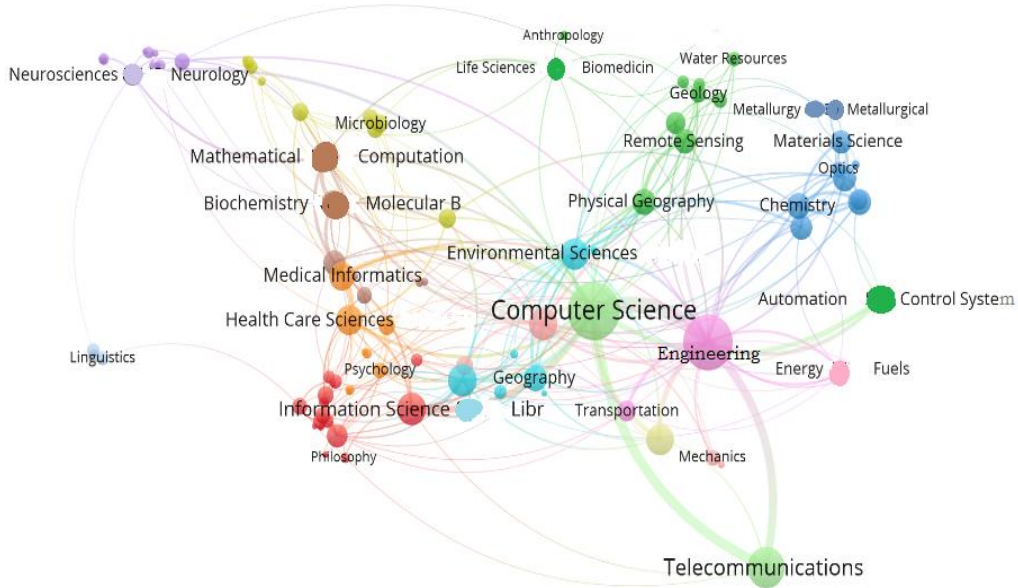 Anthropology
Water Resources
Life Sciences Biomedicin
Neurosciences Neurology
Geology
Metallurgy Metallurgical
Microbiology
Remote Sensing Materials Science
Mathematical Computation
Optics
Biochemistry Molecular B
Physical Geography Chemistry
Environmental Sciences
Medical Informatics
Automation Control System
Computer Science
Health Care Sciences
Engineering
Linguistics
Psychology
Energy Fuels
Geography
Information Science Libr Transportation
Philosophy
Mechanics
Telecommunications